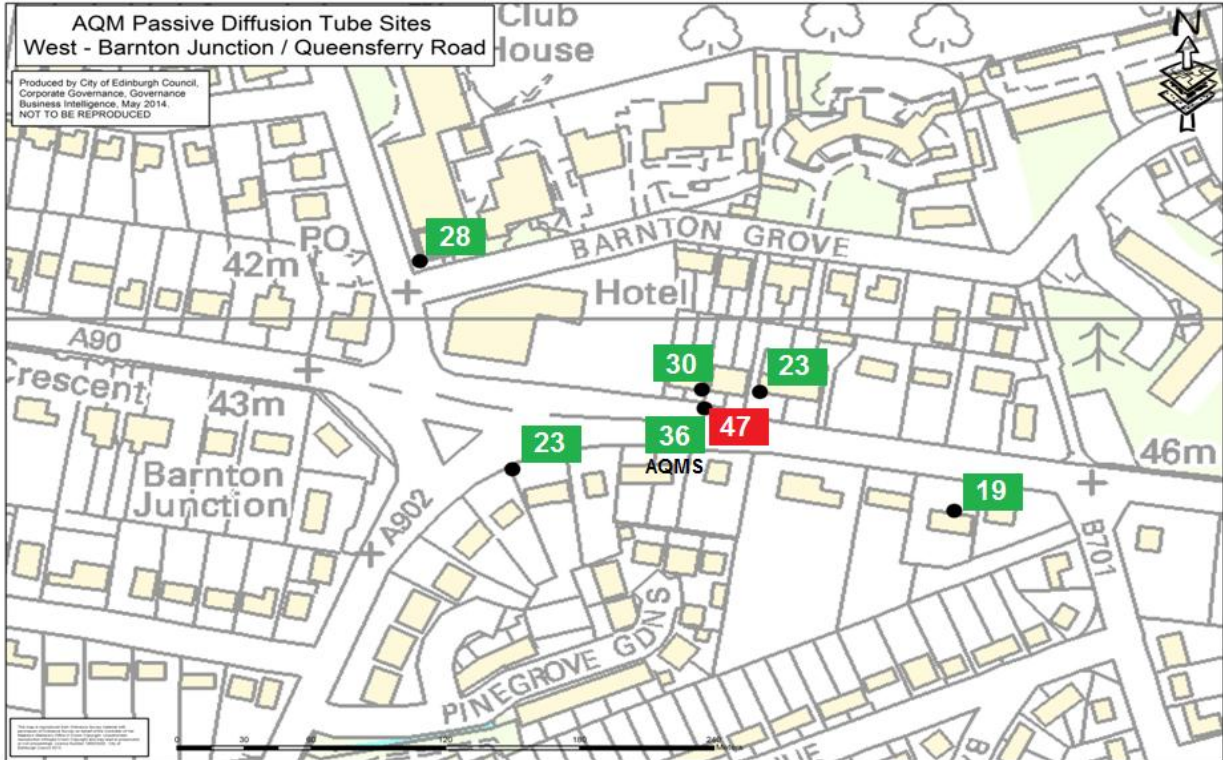 AQM Passive Diffusion Tube Sites
West - Barnton Junction / Queensferry Road
Club
House
N
Produced by City of Edinburgh Council,
Corporate Governance, Governance
Business Intelligence, May 2014.
NOT TO BE REPRODUCED
28
PO
BARNTON GROVE
42m
Hotel
A90
30
23
Crescent
43m
36
47
AQMS
23
46m
Barnton
Junction
19
A902
B701
PINEGROVE GDNS
0
60
120
180
240